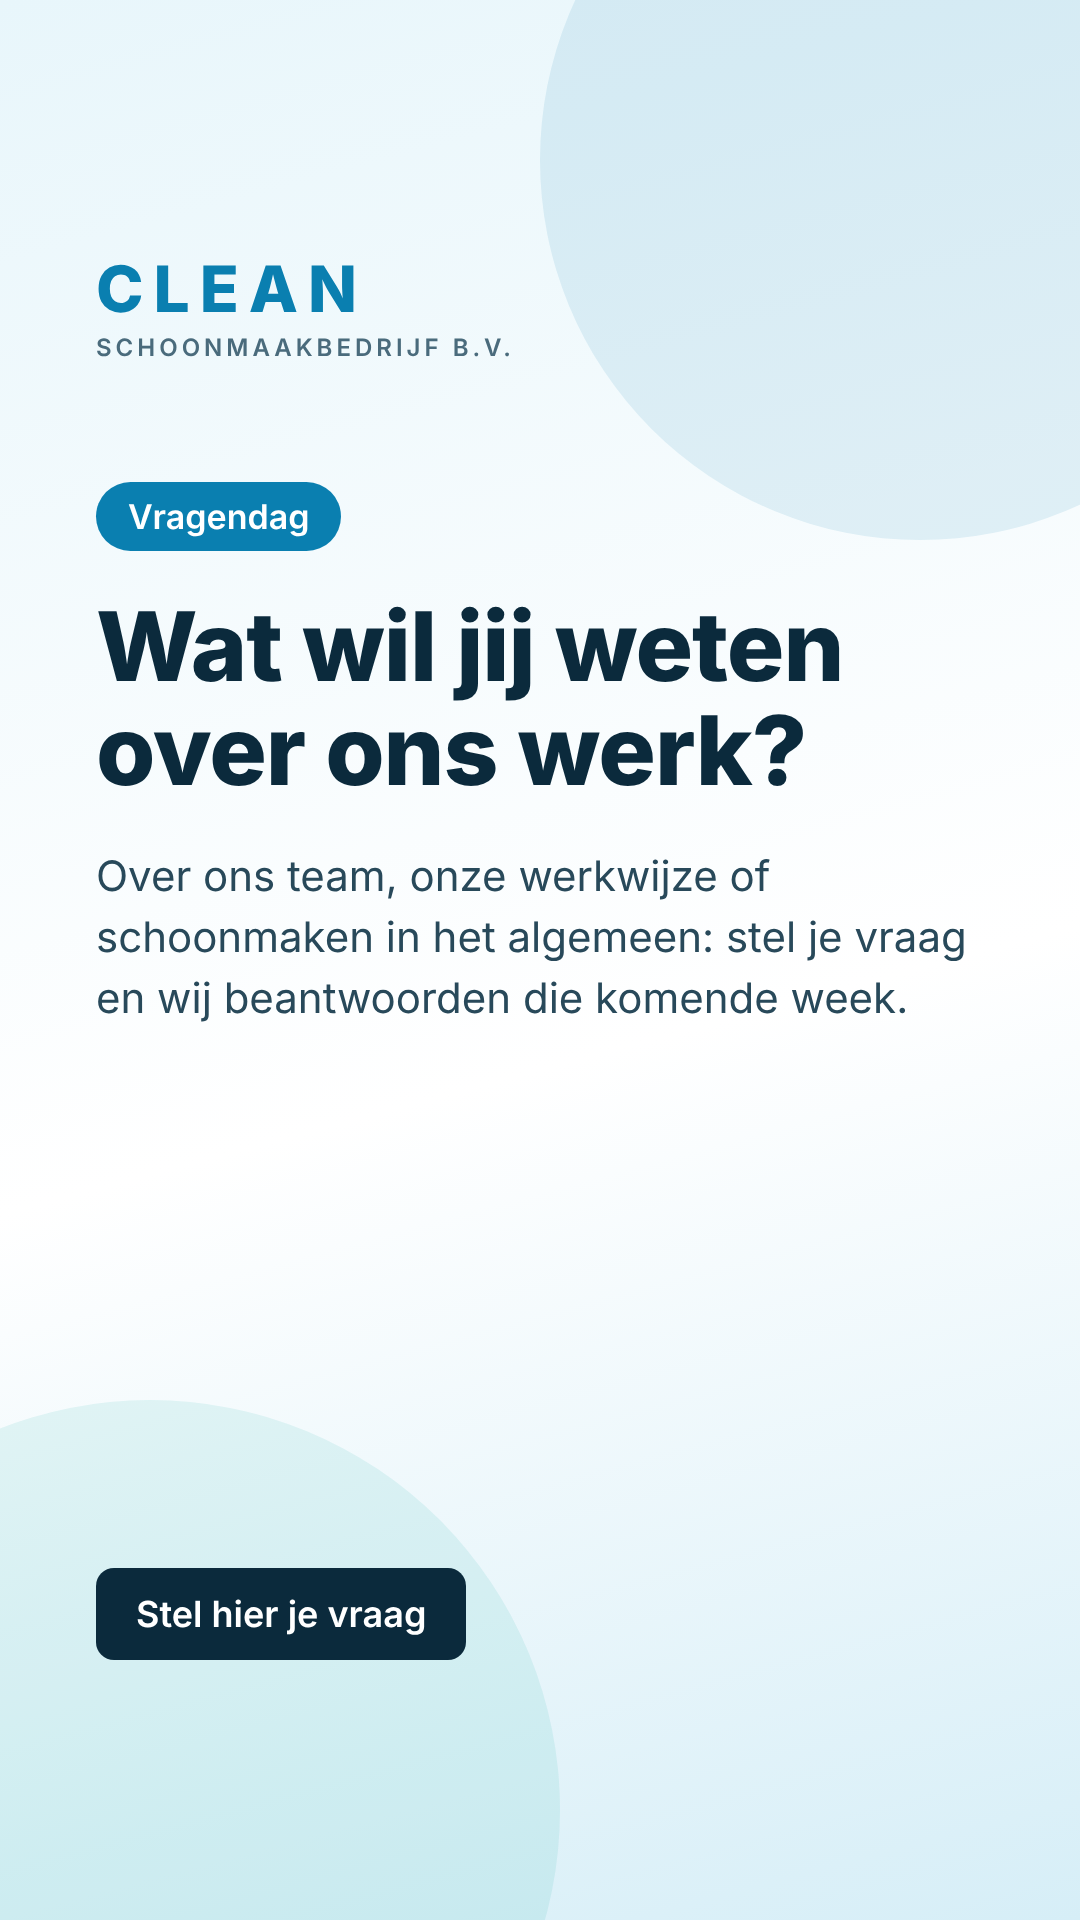 CLEAN
SCHOONMAAKBEDRIJF B.V.
Vragendag
Wat wil jij weten
over ons werk?
Over ons team, onze werkwijze of
schoonmaken in het algemeen: stel je vraag
en wij beantwoorden die komende week.
Stel hier je vraag